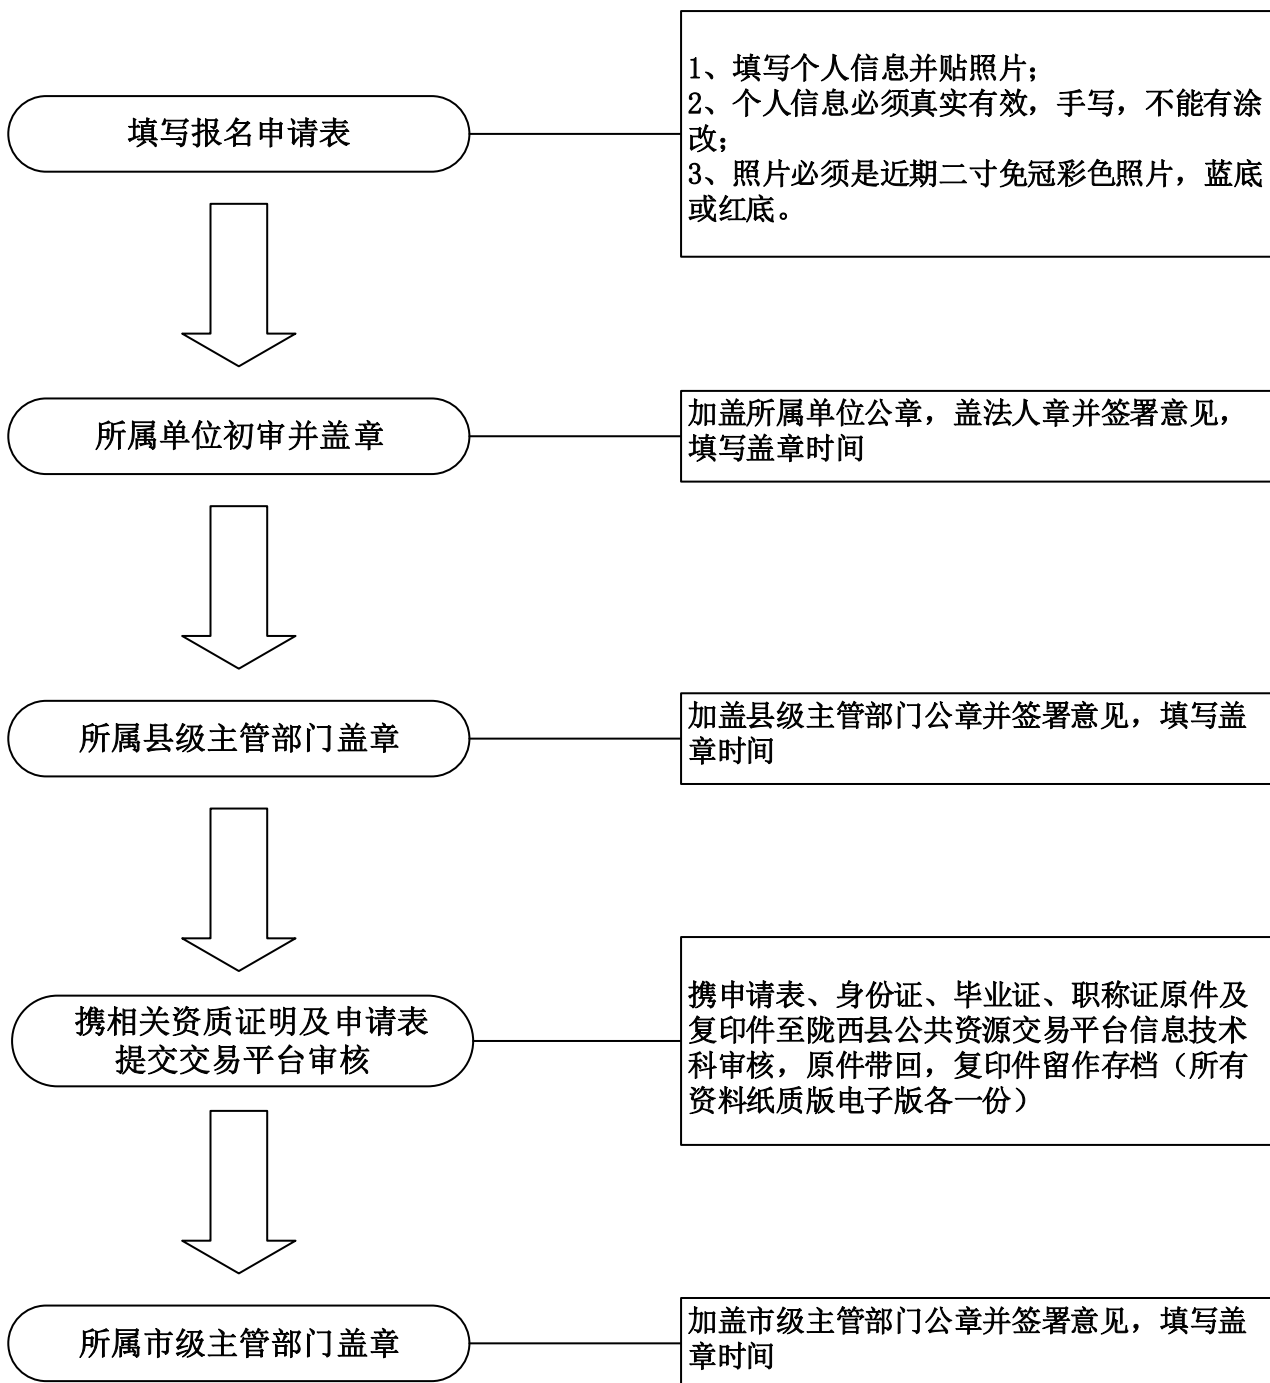 填写报名申请表
1、填写个人信息并贴照片；
2、个人信息必须真实有效，手写，不能有涂
改；
3、照片必须是近期二寸免冠彩色照片，蓝底
或红底。
所属单位初审并盖章
加盖所属单位公章，盖法人章并签署意见，
填写盖章时间
所属县级主管部门盖章
加盖县级主管部门公章并签署意见，填写盖
章时间
携相关资质证明及申请表
提交交易平台审核
携申请表、身份证、毕业证、职称证原件及
复印件至陇西县公共资源交易平台信息技术
科审核，原件带回，复印件留作存档（所有
资料纸质版电子版各一份）
所属市级主管部门盖章
加盖市级主管部门公章并签署意见，填写盖
章时间